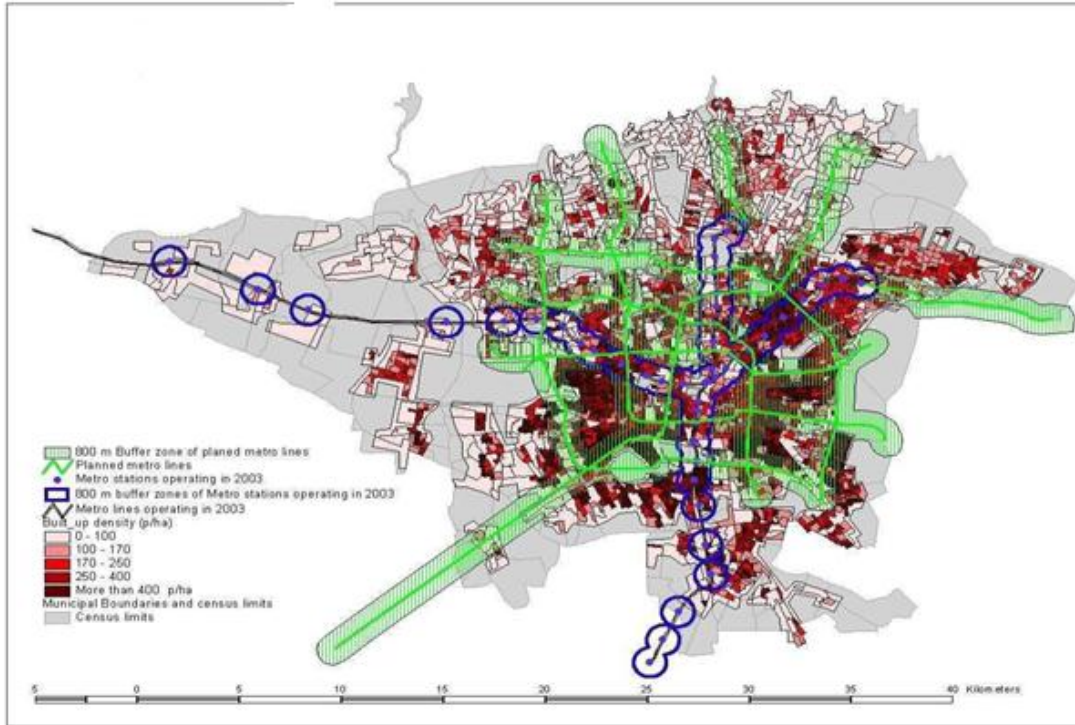 800 m Buffer zone of planed metro lines
Planned metro lines
Metro stations operating in 2003
800 m buffer zones of Metro stations operating in 2003
Metro lines operating in 2003
Built_up density (p/ha)
0 - 100
100 - 170
170 - 250
250 - 400
More than 400 p/ha
Municipal Boundaries and census limits
Census limits
5 0 5 10 15 20 25 30 35 40 Kilometers